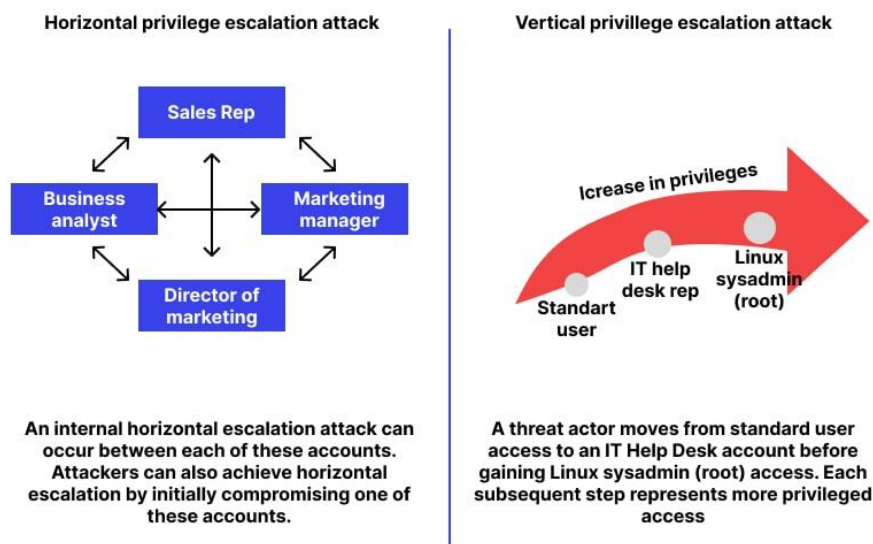 Horizontal privilege escalation attack
Sales Rep
Business
analyst
Marketing
manager
Director of
marketing
An internal horizontal escalation attack can
occur between each of these accounts.
Attackers can also achieve horizontal
escalation by initially compromising one of
these accounts.
Vertical privillege escalation attack
Icrease in privileges
Standart
user
IT help
desk rep
Linux
sysadmin
(root)
A threat actor moves from standard user
access to an IT Help Desk account before
gaining Linux sysadmin (root) access. Each
subsequent step represents more privileged
access